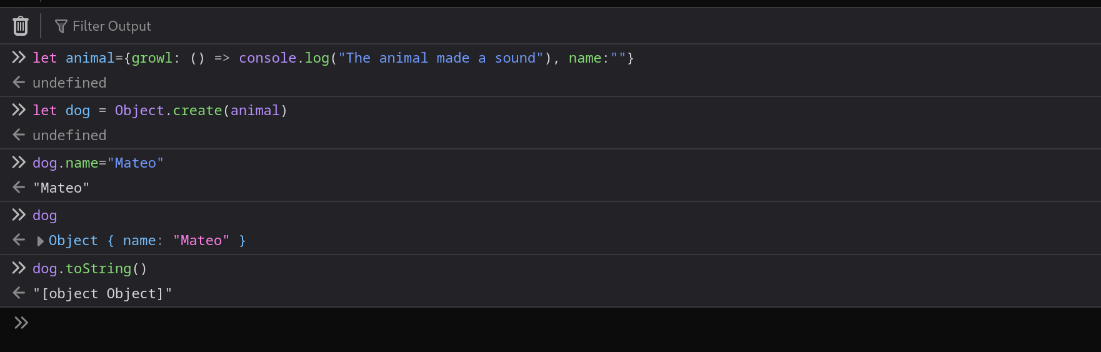 Filter Output
let animal={growl: () => console.log("The animal made a sound"), name:""}
undefined
let dog = Object.create(animal)
undefined
dog.name="Mateo"
"Mateo"
dog
Object { name: "Mateo" }
dog.toString()
"[object Object]"